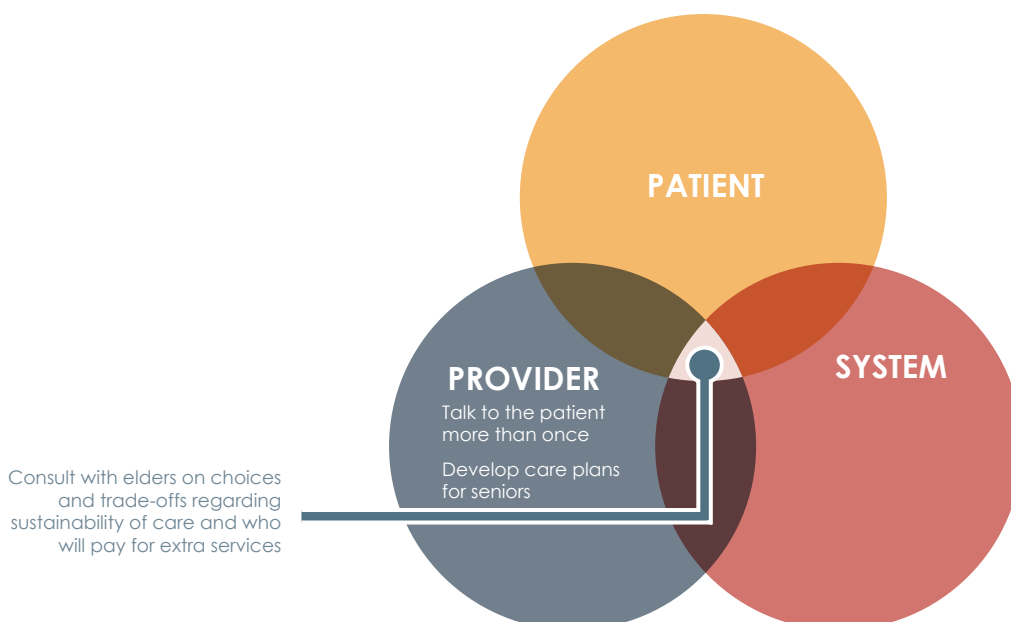 PATIENT
SYSTEM
PROVIDER
Talk to the patient
more than once
Develop care plans
for seniors
Consult with elders on choices
and trade-offs regarding
sustainability of care and who
will pay for extra services